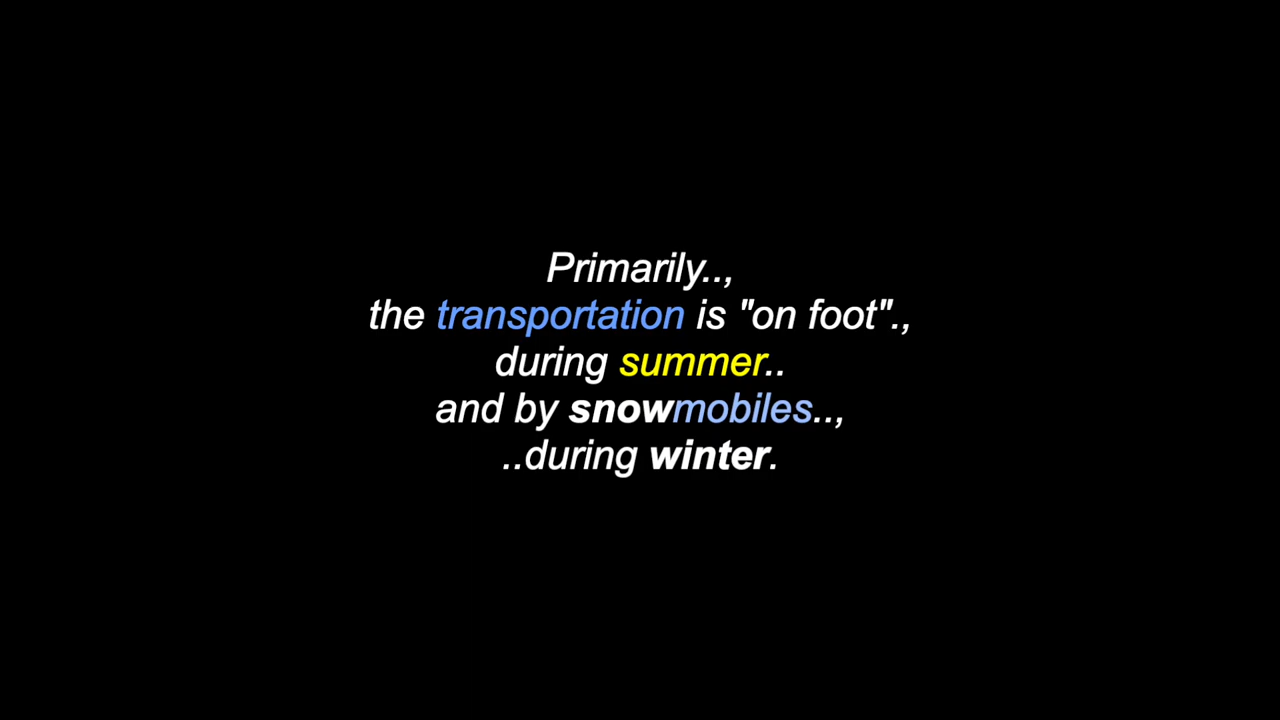 Primarily..,
the transportation is "on foot".,
during summer..
and by snowmobiles..,
..during winter.